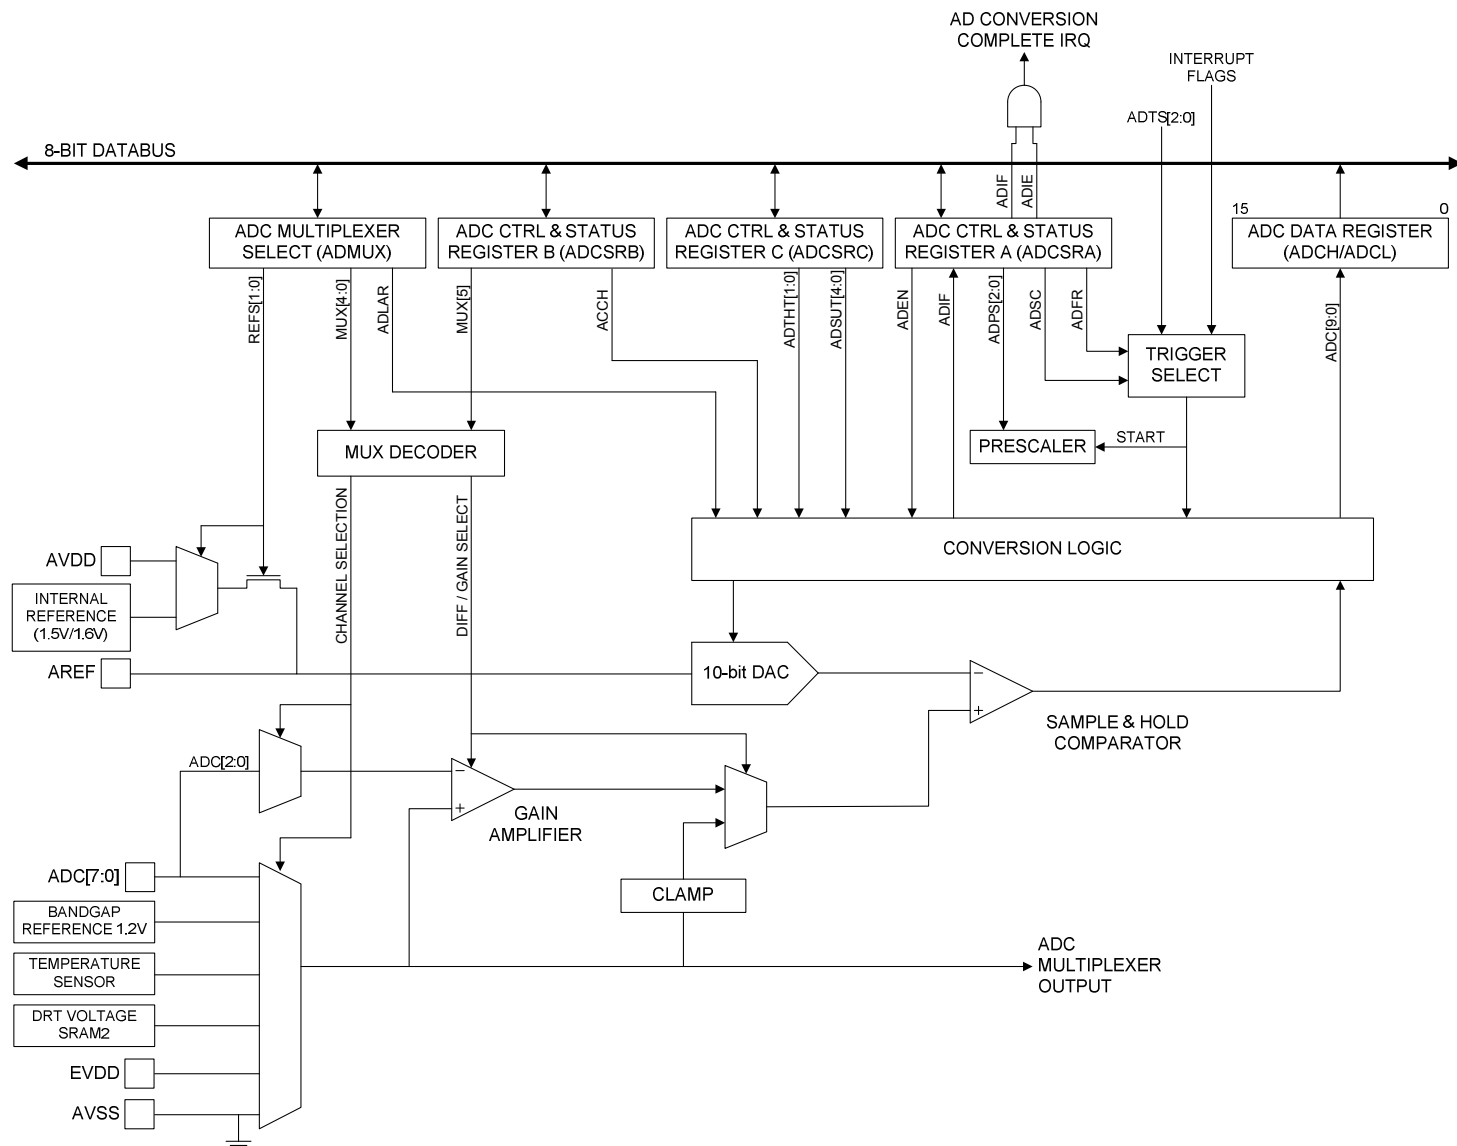 AD CONVERSION
COMPLETE IRQ
INTERRUPT
FLAGS
ADTS[2:0]
8-BIT DATABUS
ADIF
ADIE
15
0
ADC MULTIPLEXER
SELECT (ADMUX)
ADC CTRL & STATUS
REGISTER B (ADCSRB)
ADC CTRL & STATUS
REGISTER C (ADCSRC)
ADC CTRL & STATUS
REGISTER A (ADCSRA)
ADC DATA REGISTER
(ADCH/ADCL)
REFS[1:0]
MUX[4:0]
ADLAR
MUX[5]
ACCH
ADTHT[1:0]
ADSUT[4:0]
ADEN
ADIF
ADPS[2:0]
ADSC
ADFR
ADC[9:0]
TRIGGER
SELECT
MUX DECODER
PRESCALER
START
CHANNEL SELECTION
DIFF / GAIN SELECT
CONVERSION LOGIC
AVDD
INTERNAL
REFERENCE
(1.5V/1.6V)
AREF
10-bit DAC
−
+
SAMPLE & HOLD
COMPARATOR
ADC[2:0]
−
+
GAIN
AMPLIFIER
ADC[7:0]
CLAMP
BANDGAP
REFERENCE 1.2V
TEMPERATURE
SENSOR
ADC
MULTIPLEXER
OUTPUT
DRT VOLTAGE
SRAM2
EVDD
AVSS